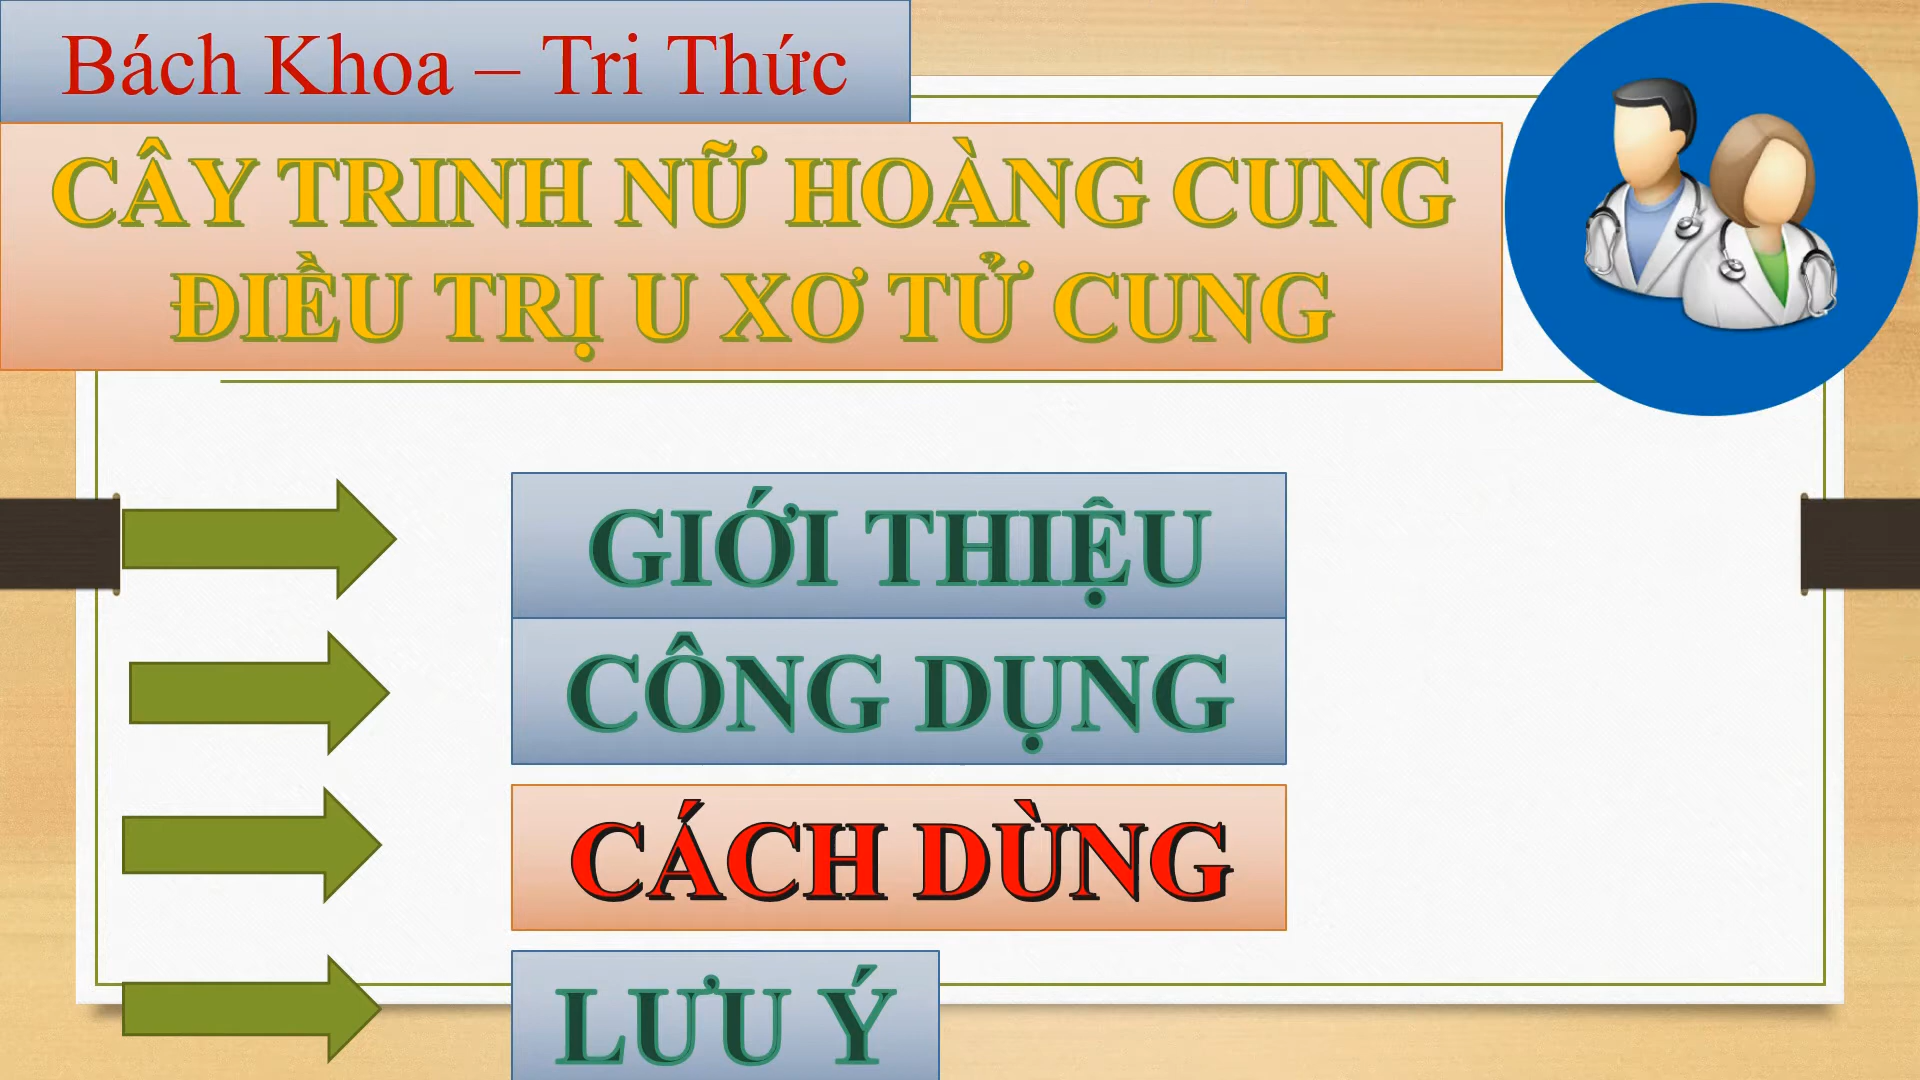 Bách Khoa – Tri Thức
CÂY TRINH NỮ HOÀNG CUNG
ĐIỀU TRỊ U XƠ TỬ CUNG
GIỚI THIỆU
CÔNG DỤNG
CÁCH DÙNG
LƯU Ý